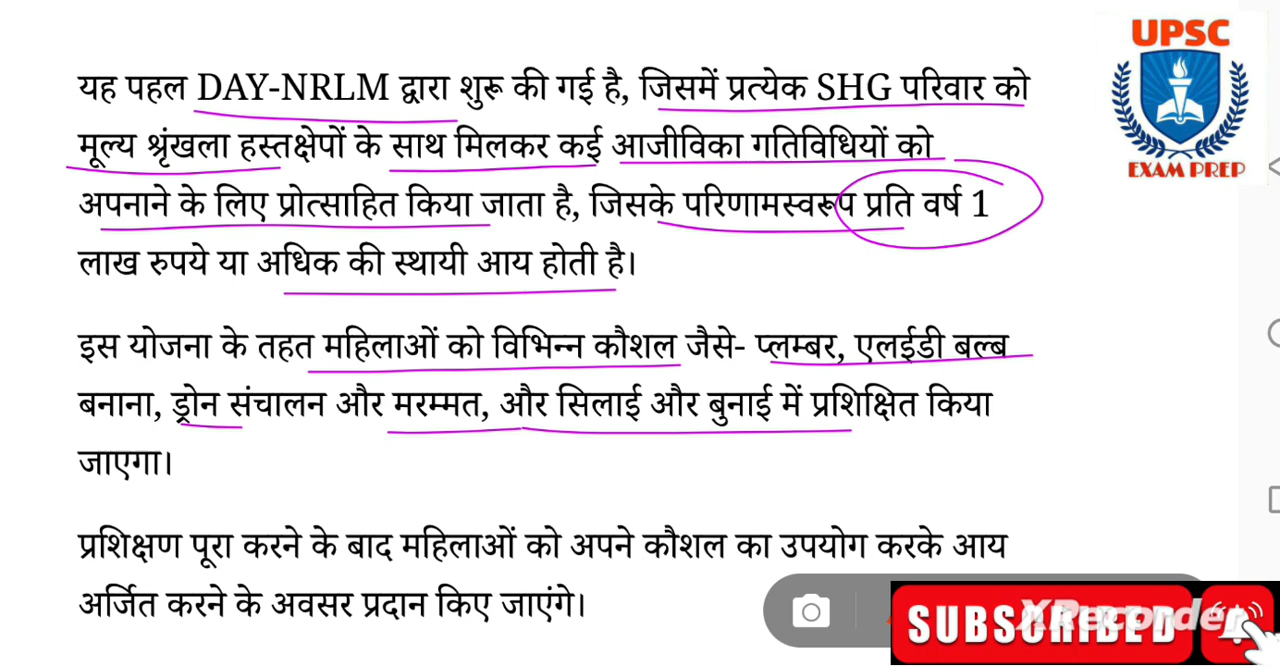 UPSC
EXAM PREP
यह पहल DAY-NRLM द्वारा शुरू की गई है, जिसमें प्रत्येक SHG परिवार को
मूल्य श्रृंखला हस्तक्षेपों के साथ मिलकर कई आजीविका गतिविधियों को
अपनाने के लिए प्रोत्साहित किया जाता है, जिसके परिणामस्वरूप प्रति वर्ष 1
लाख रुपये या अधिक की स्थायी आय होती है।
इस योजना के तहत महिलाओं को विभिन्न कौशल जैसे- प्लम्बर, एलईडी बल्ब
बनाना, ड्रोन संचालन और मरम्मत, और सिलाई और बुनाई में प्रशिक्षित किया
जाएगा।
प्रशिक्षण पूरा करने के बाद महिलाओं को अपने कौशल का उपयोग करके आय
अर्जित करने के अवसर प्रदान किए जाएंगे।
SUBSCRIBED
XRecorder